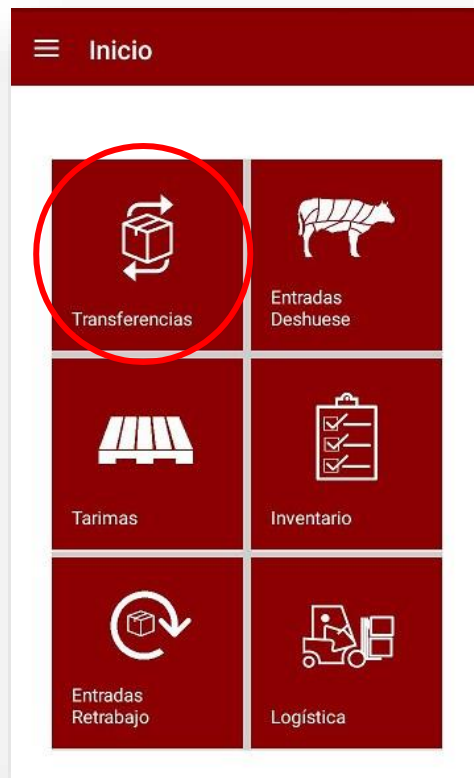 Inicio
Transferencias
Entradas
Deshuese
Tarimas
Inventario
Entradas
Retrabajo
Logística